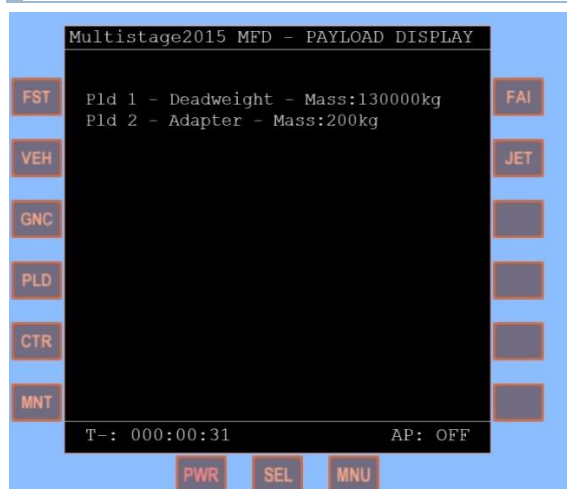 Multistage2015 MFD - PAYLOAD DISPLAY
FST
FAI
Pld 1 - Deadweight - Mass:130000kg
Pld 2 - Adapter - Mass:200kg
VEH
JET
GNC
PLD
CTR
MNT
T-: 000:00:31 AP: OFF
PWR SEL MNU